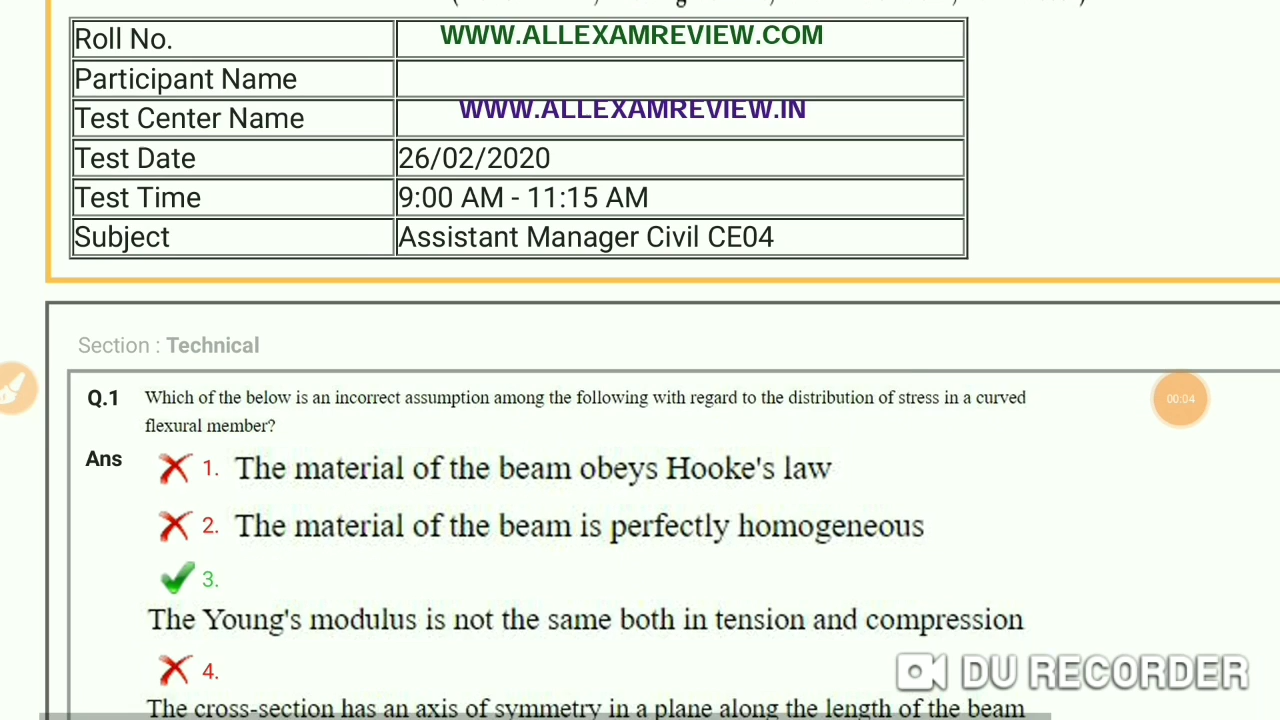 Roll No.
WWW.ALLEXAMREVIEW.COM
Participant Name
Test Center Name
WWW.ALLEXAMREVIEW.IN
Test Date
26/02/2020
Test Time
9:00 AM - 11:15 AM
Subject
Assistant Manager Civil CE04
Section : Technical
Q.1 Which of the below is an incorrect assumption among the following with regard to the distribution of stress in a curved
flexural member?
00:04
Ans
1. The material of the beam obeys Hooke's law
2. The material of the beam is perfectly homogeneous
3.
The Young's modulus is not the same both in tension and compression
4.
DU RECORDER
The cross-section has an axis of symmetry in a plane along the length of the beam